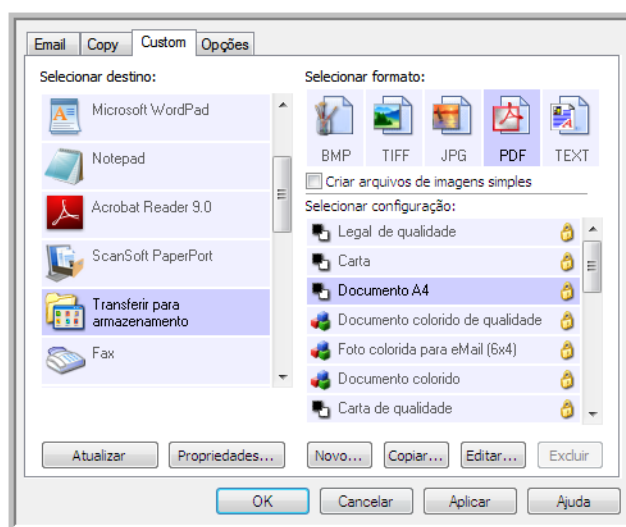 Email Copy Custom Opções
Selecionar destino:
Microsoft WordPad
Notepad
Acrobat Reader 9.0
ScanSoft PaperPort
Transferir para
armazenamento
Fax
Atualizar Propriedades...
Selecionar formato:
BMP TIFF JPG PDF TEXT
Criar arquivos de imagens simples
Selecionar configuração:
Legal de qualidade
Carta
Documento A4
Documento colorido de qualidade
Foto colorida para eMail (6x4)
Documento colorido
Carta de qualidade
Novo... Copiar... Editar... Excluir
OK Cancelar Aplicar Ajuda